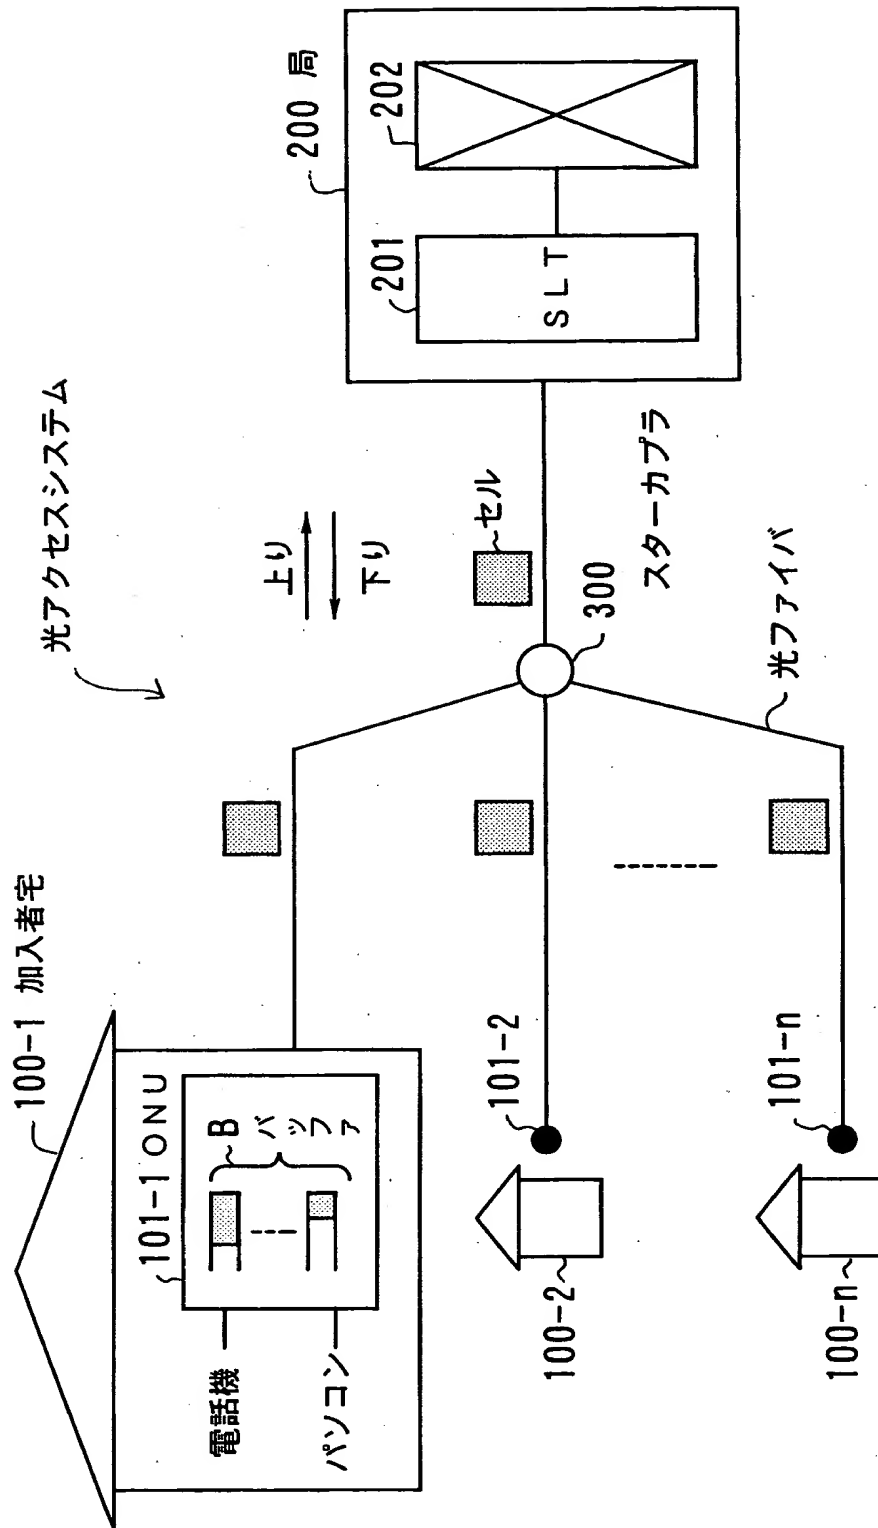 光アクセスシステム
100-1 加入者宅
101-1 ONU
B
バッファ
電話機
パソコン
上り
下り
セル
200 局
201
SLT
202
300
スターカプラ
光ファイバ
101-2
100-2
101-n
100-n